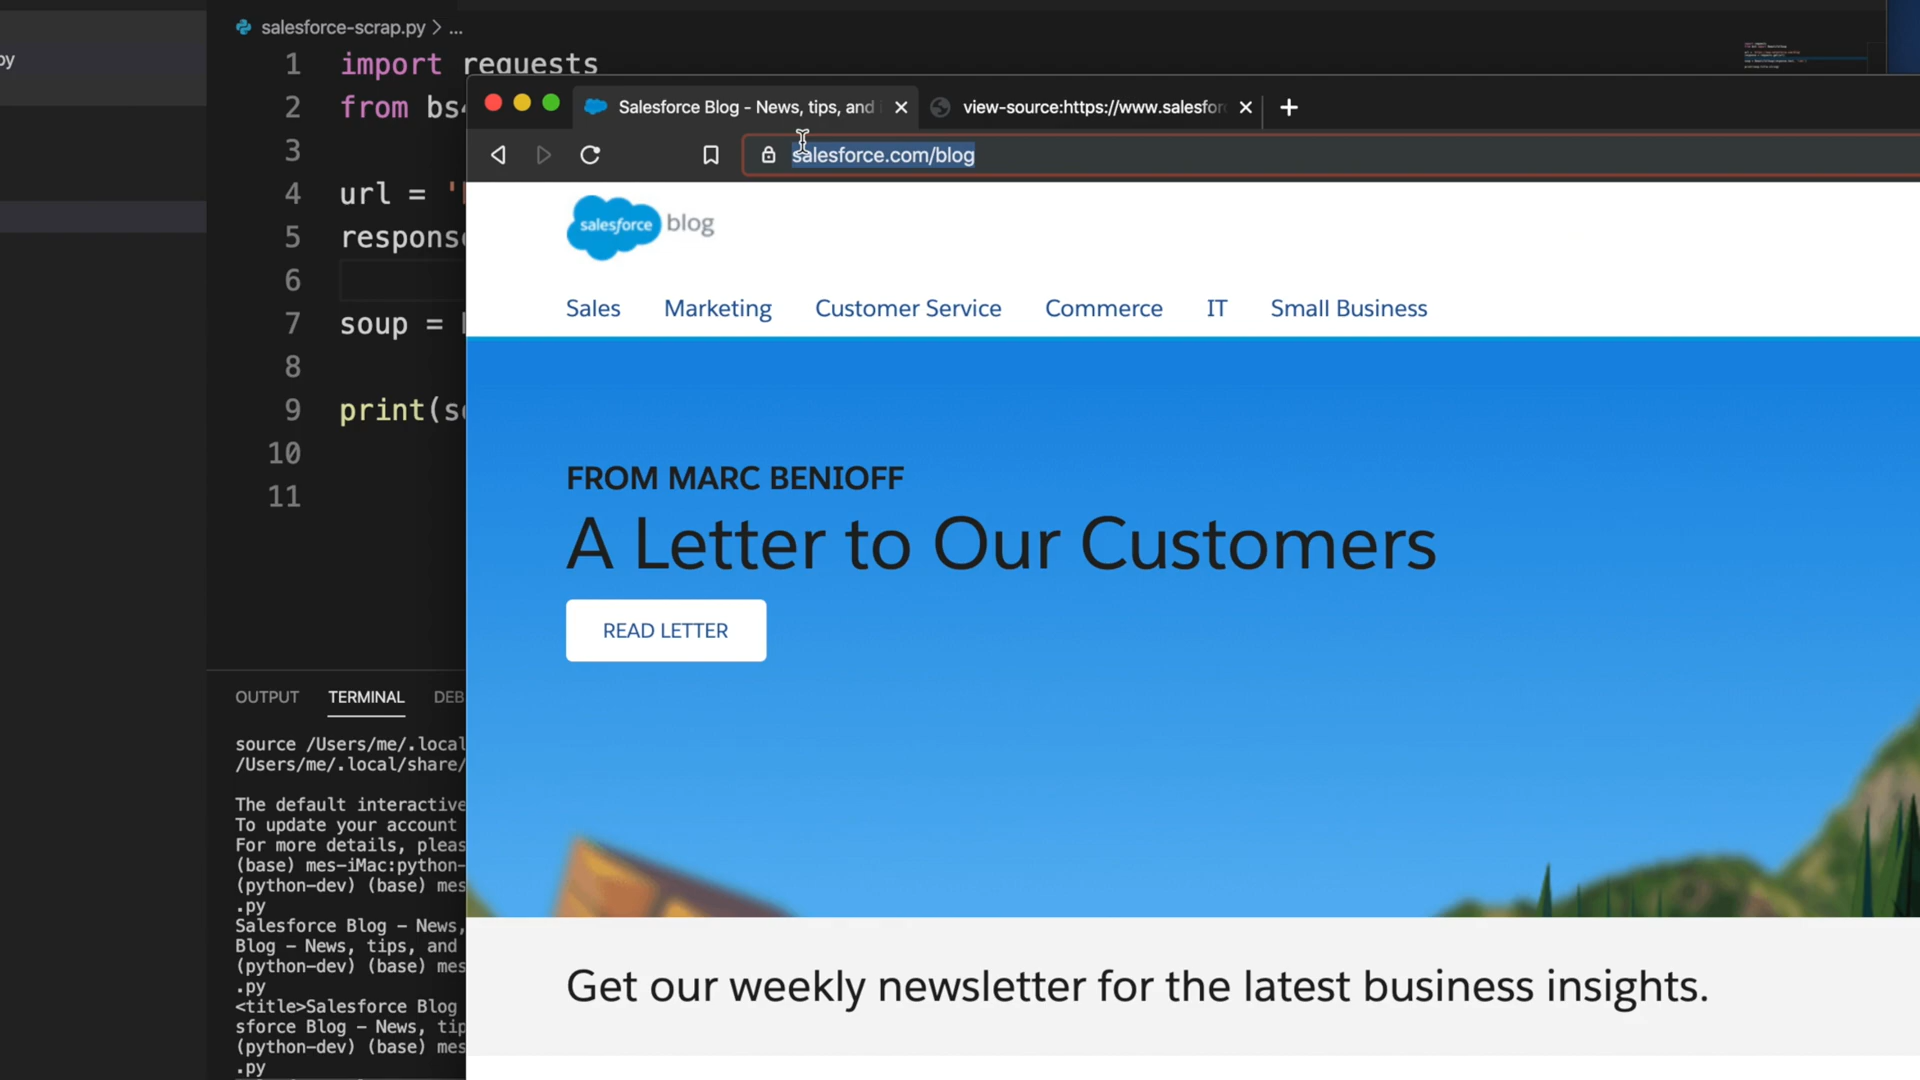 py
salesforce-scrap.py > ...
1 import requests
2 from bs4
3
4 url = '
5 response
6
7 soup =
8
9 print(so
10
11
OUTPUT TERMINAL DEB
source /Users/me/.local
/Users/me/.local/share/
The default interactive
To update your account
For more details, pleas
(base) mes-iMac:python-
(python-dev) (base) mes
.py
Salesforce Blog – News,
Blog – News, tips, and
(python-dev) (base) mes
.py
<title>Salesforce Blog
sforce Blog – News, tip
(python-dev) (base) mes
.py
Salesforce Blog - News, tips, and
view-source:https://www.salesfor
salesforce.com/blog
salesforce blog
Sales Marketing Customer Service Commerce IT Small Business
FROM MARC BENIOFF
A Letter to Our Customers
READ LETTER
Get our weekly newsletter for the latest business insights.